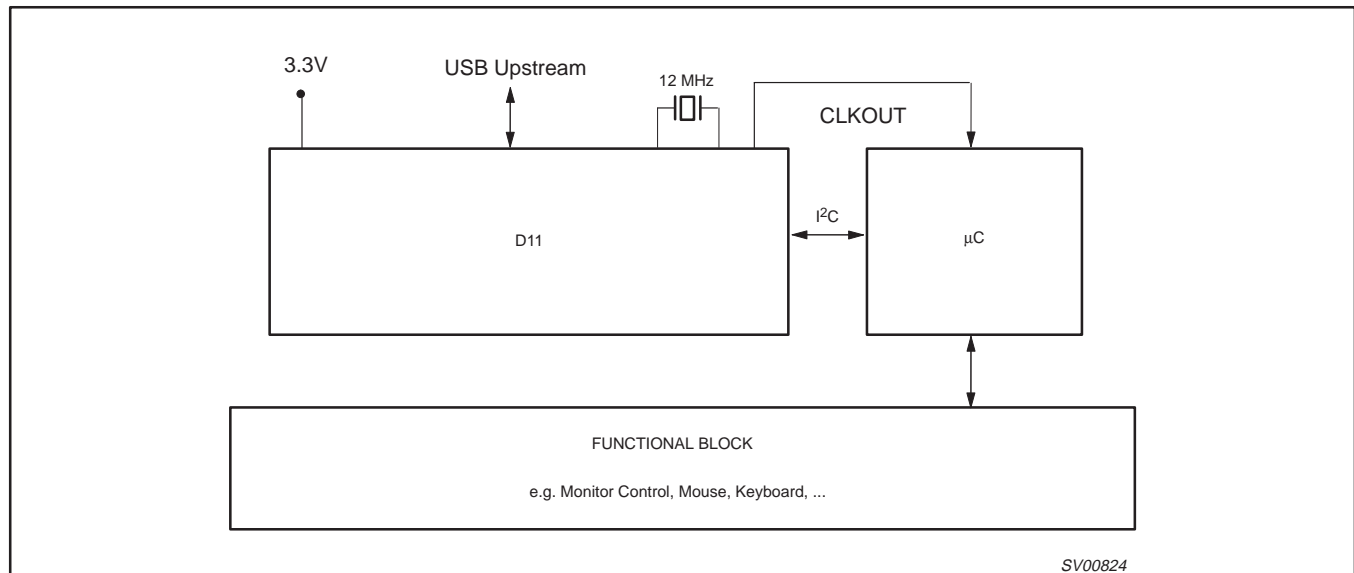 3.3V
USB Upstream
12 MHz
CLKOUT
D11
I²C
μC
FUNCTIONAL BLOCK
e.g. Monitor Control, Mouse, Keyboard, ...
SV00824